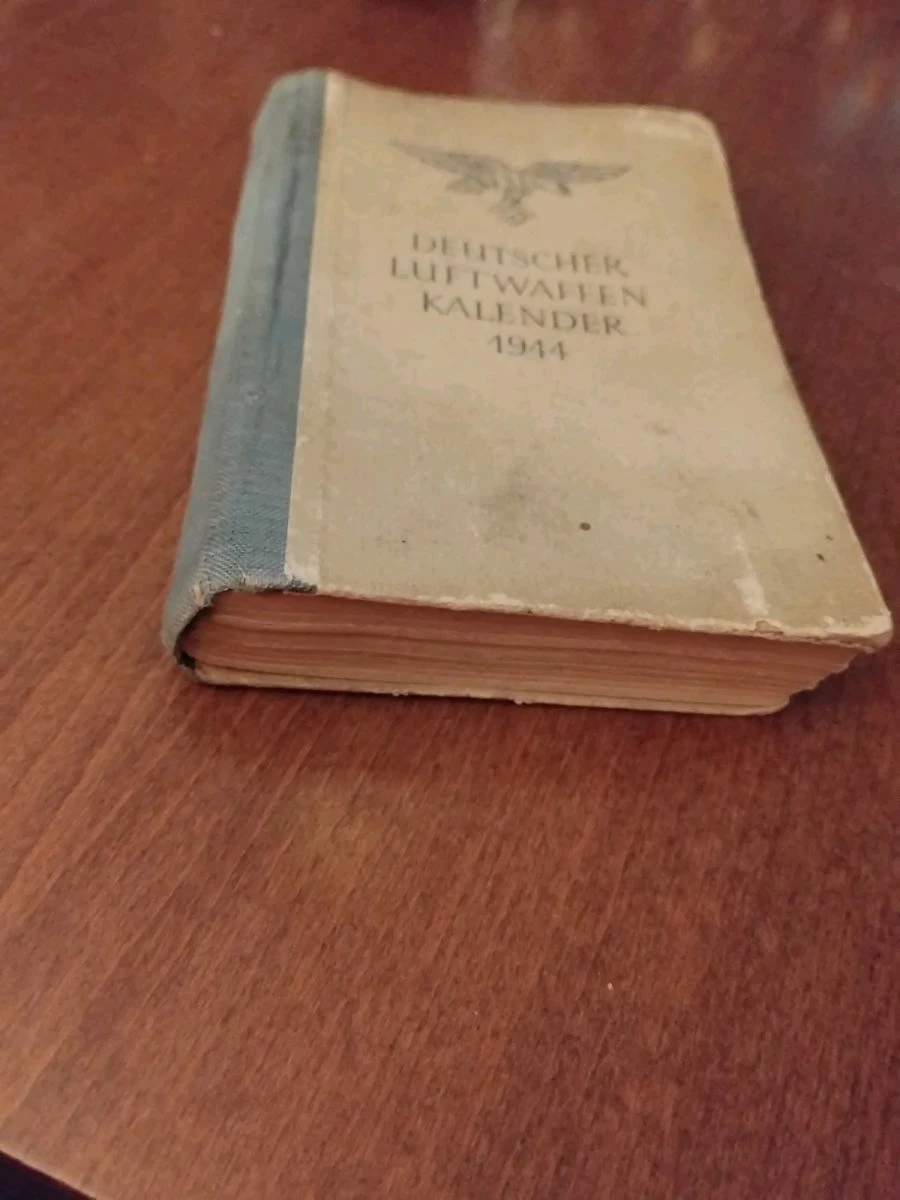 DEUTSCHER
LUFTWAFFEN
KALENDER
1944